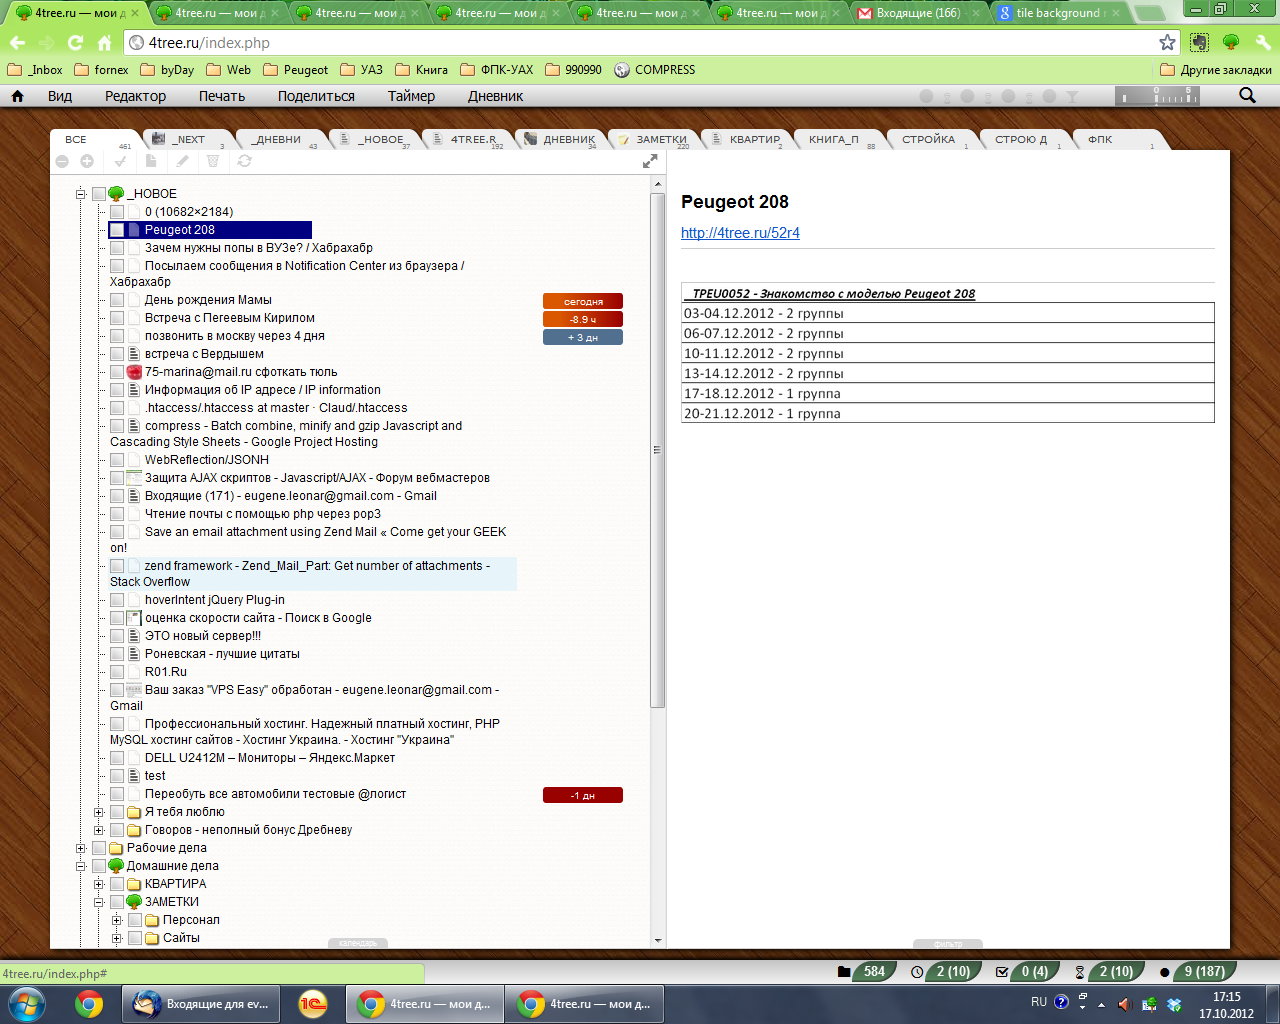 4tree.ru — мои д
4tree.ru — мои д
4tree.ru — мои д
4tree.ru — мои д
4tree.ru — мои д
4tree.ru — мои д
Входящие (166)
tile background
4tree.ru/index.php
_Inbox
fornex
byDay
Web
Peugeot
УАЗ
Книга
ФПК-УАХ
990990
COMPRESS
Другие закладки
Вид
Редактор
Печать
Поделиться
Таймер
Дневник
ВСЕ 461
_NEXT 3
_ДНЕВНИ 43
_НОВОЕ 37
4TREE.R 192
ДНЕВНИК 34
ЗАМЕТКИ 220
КВАРТИР 2
КНИГА_П 88
СТРОЙКА 1
СТРОЮ Д 1
ФПК 1
_НОВОЕ
0 (10682×2184)
Peugeot 208
Зачем нужны попы в ВУЗе? / Хабрахабр
Посылаем сообщения в Notification Center из браузера /
Хабрахабр
День рождения Мамы
сегодня
Встреча с Пегеевым Кирилом
-8.9 ч
позвонить в москву через 4 дня
+ 3 дн
встреча с Вердышем
75-marina@mail.ru сфоткать тюль
Информация об IP адресе / IP information
.htaccess/.htaccess at master · Claud/.htaccess
compress - Batch combine, minify and gzip Javascript and
Cascading Style Sheets - Google Project Hosting
WebReflection/JSONH
Защита AJAX скриптов - Javascript/AJAX - Форум вебмастеров
Входящие (171) - eugene.leonar@gmail.com - Gmail
Чтение почты с помощью php через pop3
Save an email attachment using Zend Mail « Come get your GEEK
on!
zend framework - Zend_Mail_Part: Get number of attachments -
Stack Overflow
hoverIntent jQuery Plug-in
оценка скорости сайта - Поиск в Google
ЭТО новый сервер!!!
Роневская - лучшие цитаты
R01.Ru
Ваш заказ "VPS Easy" обработан - eugene.leonar@gmail.com -
Gmail
Профессиональный хостинг. Надежный платный хостинг, PHP
MySQL хостинг сайтов - Хостинг Украина. - Хостинг "Украина"
DELL U2412M – Мониторы – Яндекс.Маркет
test
Переобуть все автомобили тестовые @логист
-1 дн
Я тебя люблю
Говоров - неполный бонус Дребневу
Рабочие дела
Домашние дела
КВАРТИРА
ЗАМЕТКИ
Персонал
Сайты
календарь
Peugeot 208
http://4tree.ru/52r4
TPEU0052 - Знакомство с моделью Peugeot 208
03-04.12.2012 - 2 группы
06-07.12.2012 - 2 группы
10-11.12.2012 - 2 группы
13-14.12.2012 - 2 группы
17-18.12.2012 - 1 группа
20-21.12.2012 - 1 группа
фильтр
4tree.ru/index.php#
584
2 (10)
0 (4)
2 (10)
9 (187)
Входящие для ev...
1С
4tree.ru — мои д...
4tree.ru — мои д...
RU
17:15
17.10.2012